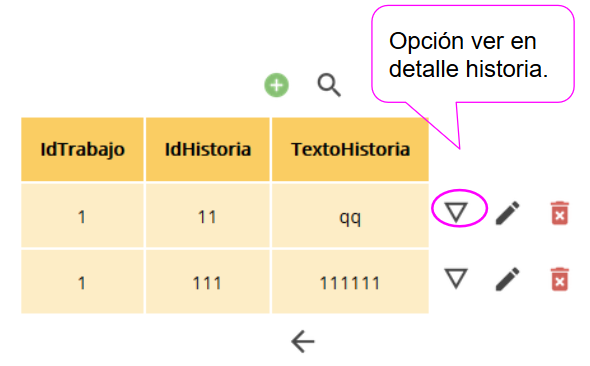 Opción ver en
detalle historia.
IdTrabajo IdHistoria TextoHistoria
1 11 qq
1 111 111111